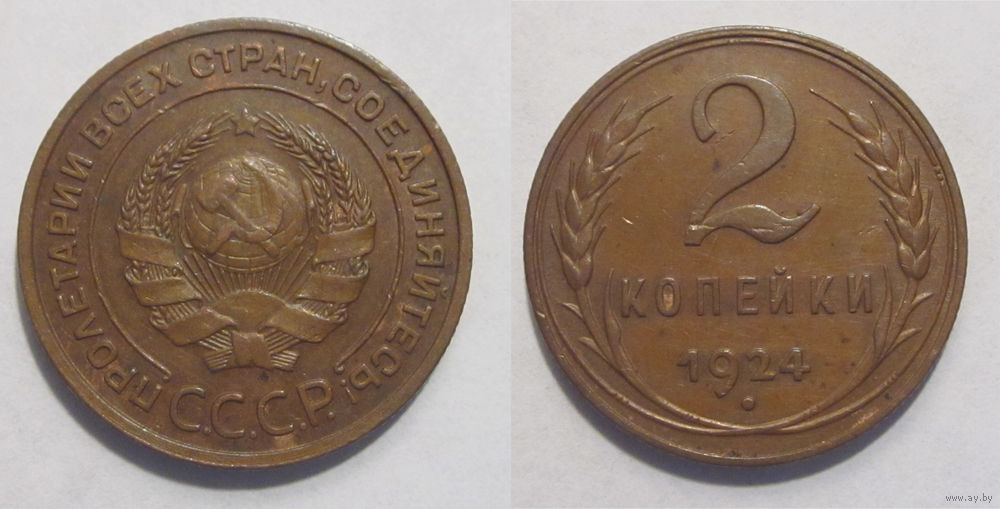 ПРОЛЕТАРИИ ВСЕХ СТРАН, СОЕДИНЯЙТЕСЬ!
С.С.С.Р.
2
КОПЕЙКИ
1924
www.ay.by